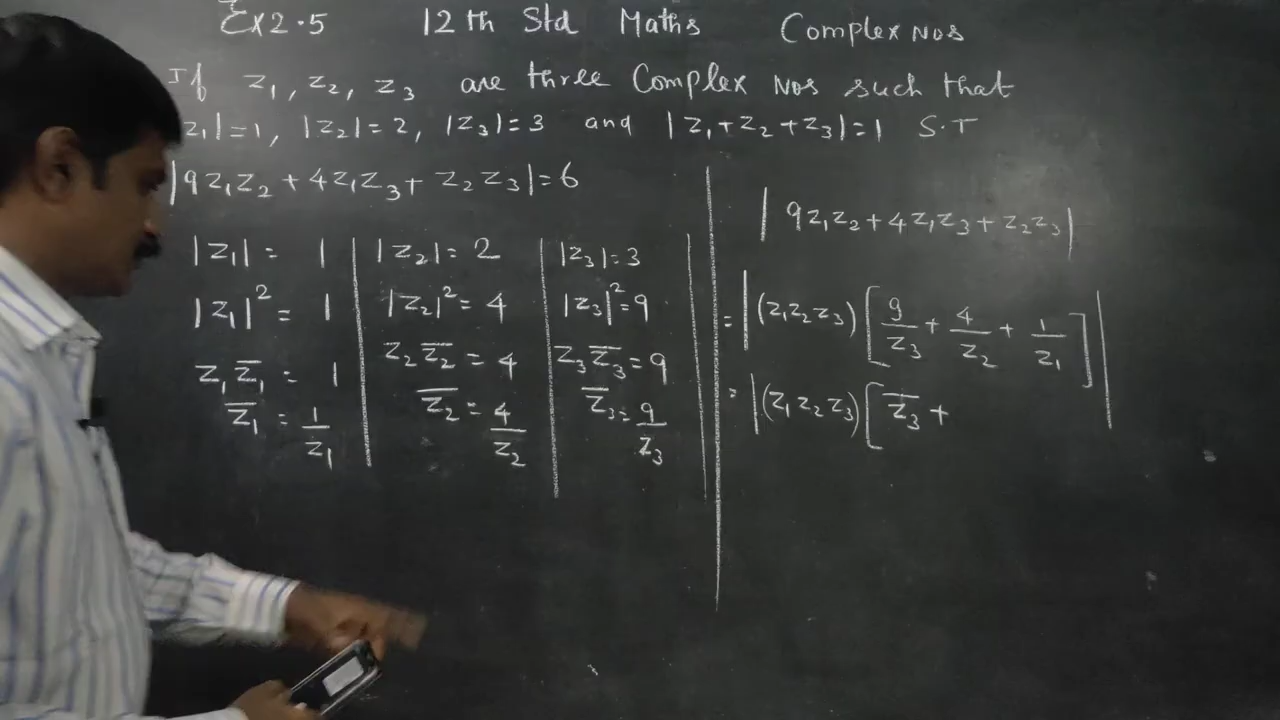 Ex 2.5 12th Std Maths Complex Nos
If z₁, z₂, z₃ are three Complex Nos such that
z₁|=1, |z₂|=2, |z₃|=3 and |z₁+z₂+z₃|=1 S.T
|9z₁z₂ + 4z₁z₃ + z₂z₃|=6
|z₁| = 1
|z₁|² = 1
z₁z̅₁ = 1
z̅₁ = 1/z₁
|z₂| = 2
|z₂|² = 4
z₂z̅₂ = 4
z̅₂ = 4/z₂
|z₃| = 3
|z₃|² = 9
z₃z̅₃ = 9
z̅₃ = 9/z₃
|9z₁z₂ + 4z₁z₃ + z₂z₃|
= |(z₁z₂z₃)[9/z₃ + 4/z₂ + 1/z₁]|
= |(z₁z₂z₃)[z̅₃ +